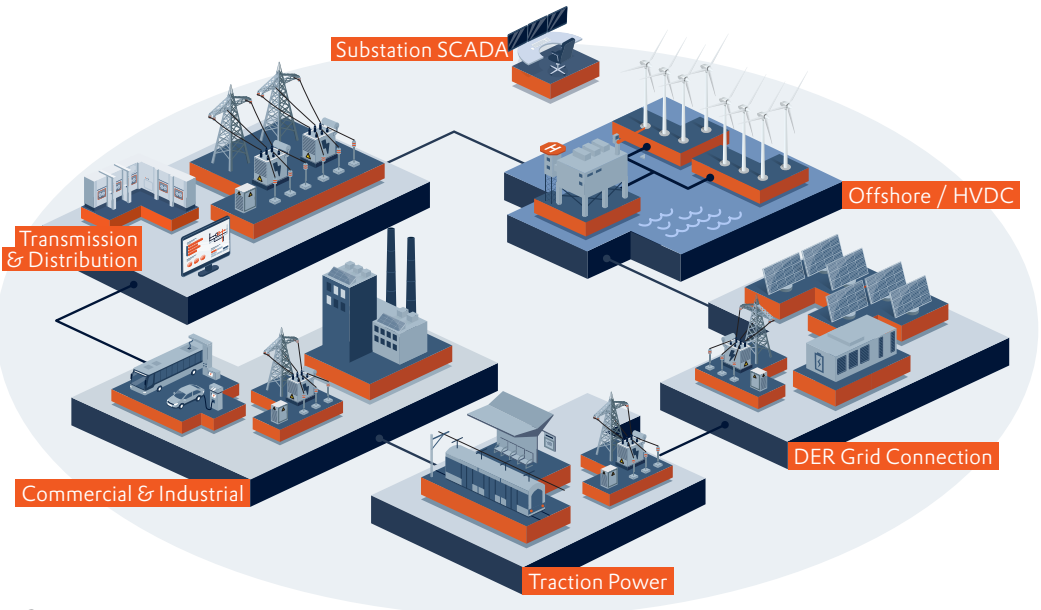 Substation SCADA
H
Offshore / HVDC
Transmission
& Distribution
DER Grid Connection
Commercial & Industrial
Traction Power